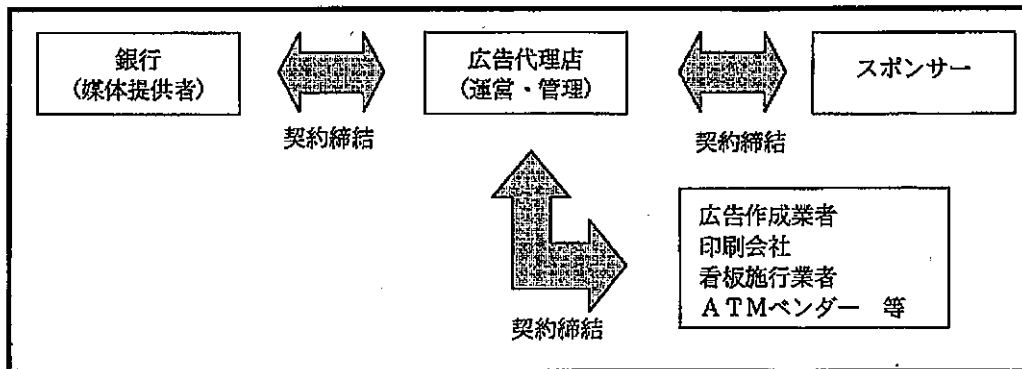 銀行
(媒体提供者)
契約締結
広告代理店
(運営・管理)
契約締結
スポンサー
契約締結
広告作成業者
印刷会社
看板施行業者
ATMベンダー 等